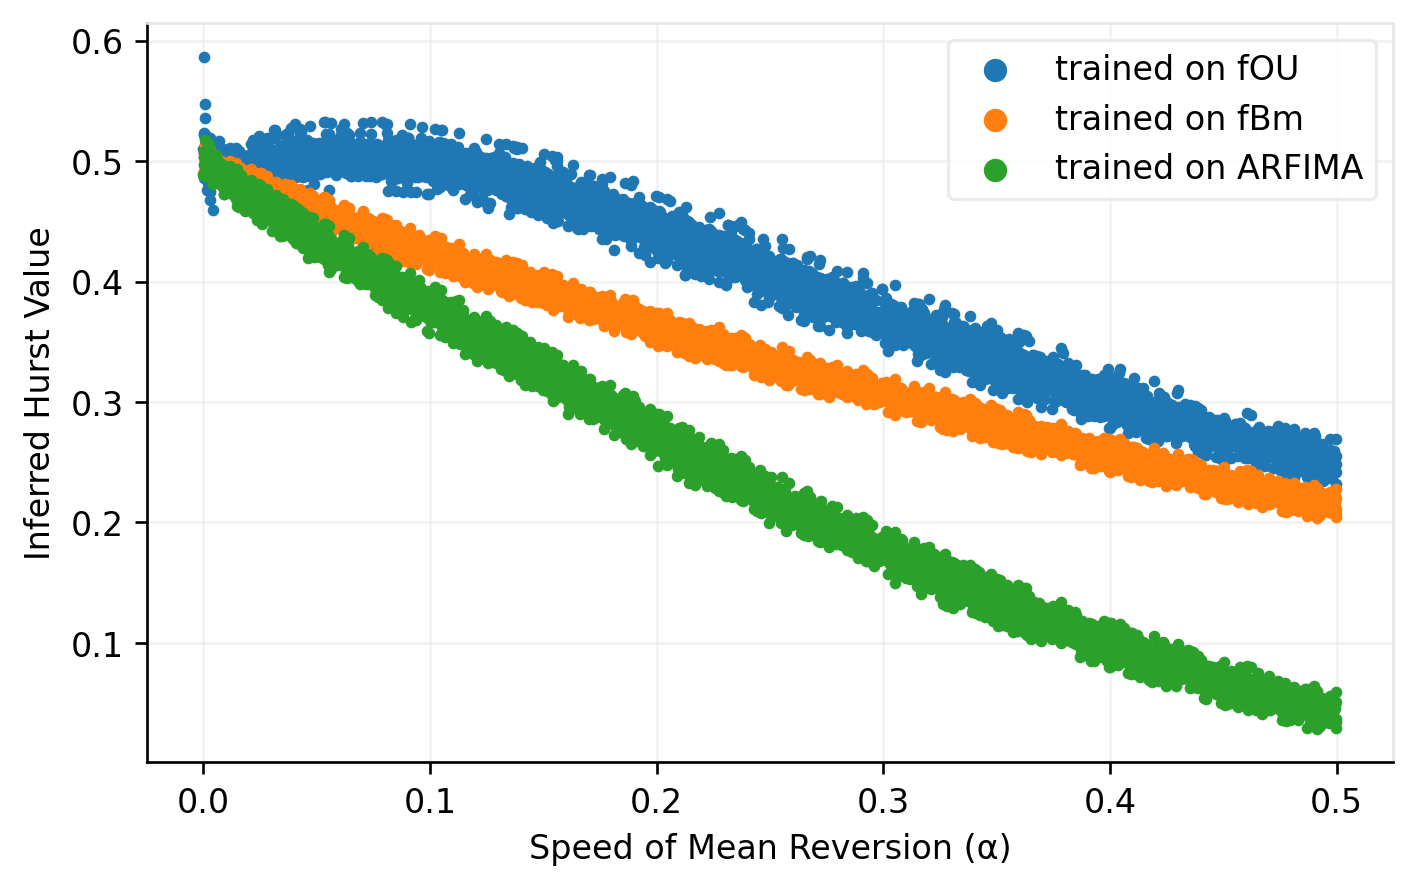 0.6
0.5
0.4
0.3
0.2
0.1
Inferred Hurst Value
trained on fOU
trained on fBm
trained on ARFIMA
0.0 0.1 0.2 0.3 0.4 0.5
Speed of Mean Reversion (α)